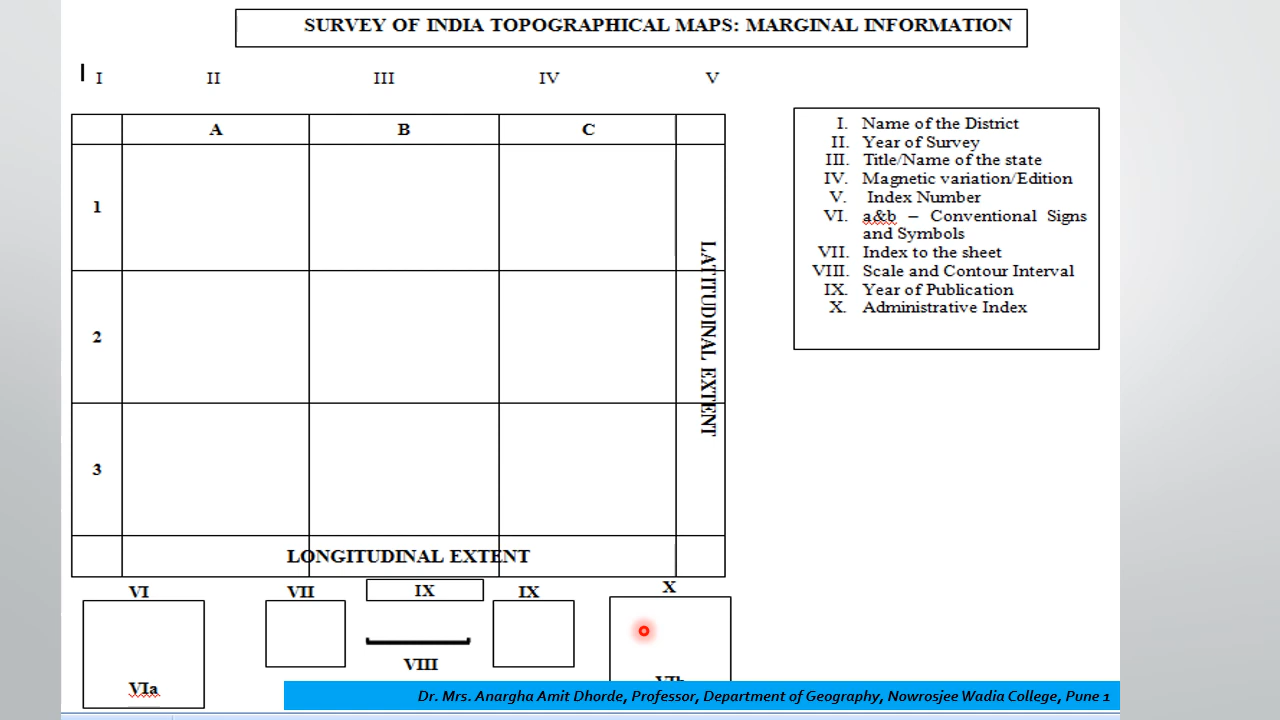 SURVEY OF INDIA TOPOGRAPHICAL MAPS: MARGINAL INFORMATION
I II III IV V
A B C
1
2
3
LATITUDINAL EXTENT
LONGITUDINAL EXTENT
VI VII IX IX X
VIII
VIa
VIb
I. Name of the District
II. Year of Survey
III. Title/Name of the state
IV. Magnetic variation/Edition
V. Index Number
VI. a&b – Conventional Signs
and Symbols
VII. Index to the sheet
VIII. Scale and Contour Interval
IX. Year of Publication
X. Administrative Index
Dr. Mrs. Anargha Amit Dhorde, Professor, Department of Geography, Nowrosjee Wadia College, Pune 1